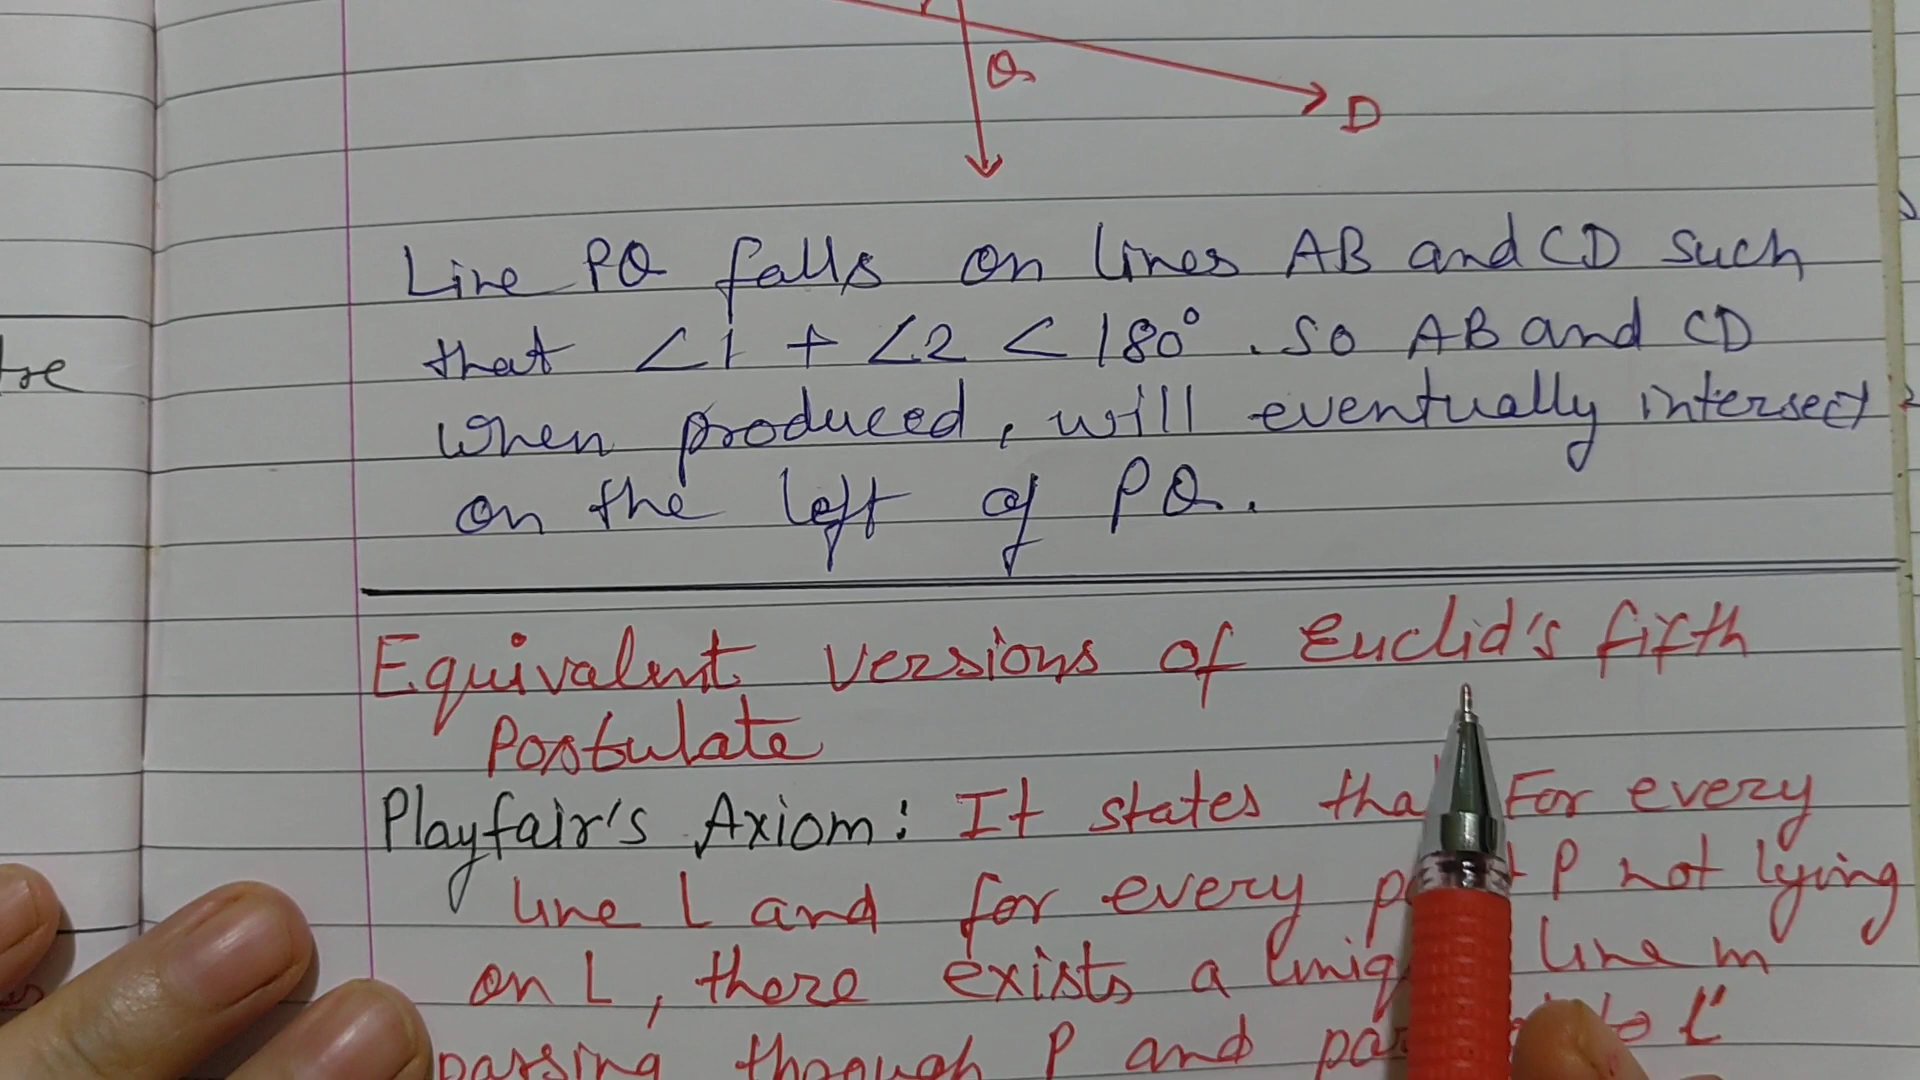 Q
D
Line PQ falls on lines AB and CD such
that ∠1 + ∠2 < 180°. So AB and CD
when produced, will eventually intersect
on the left of PQ.
Equivalent versions of Euclid's fifth
Postulate
Playfair's Axiom: It states tha For every
line L and for every P not lying
on L, there exists a line m
passing through P and to L"